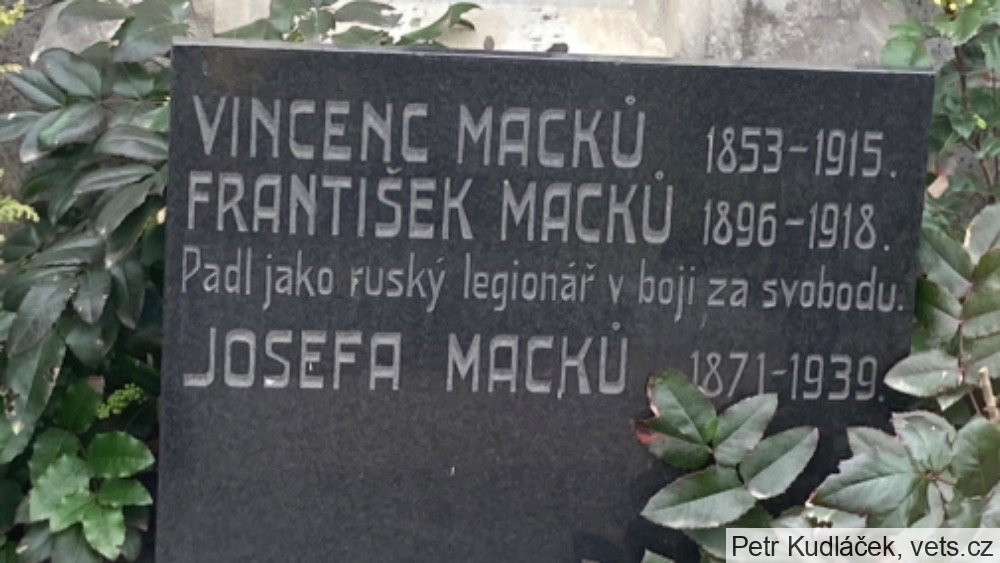 VINCENC MACKŮ 1853-1915.
FRANTIŠEK MACKŮ 1896-1918.
Padl jako ruský legionář v boji za svobodu.
JOSEFA MACKŮ 1871-1939.
Petr Kudláček, vets.cz